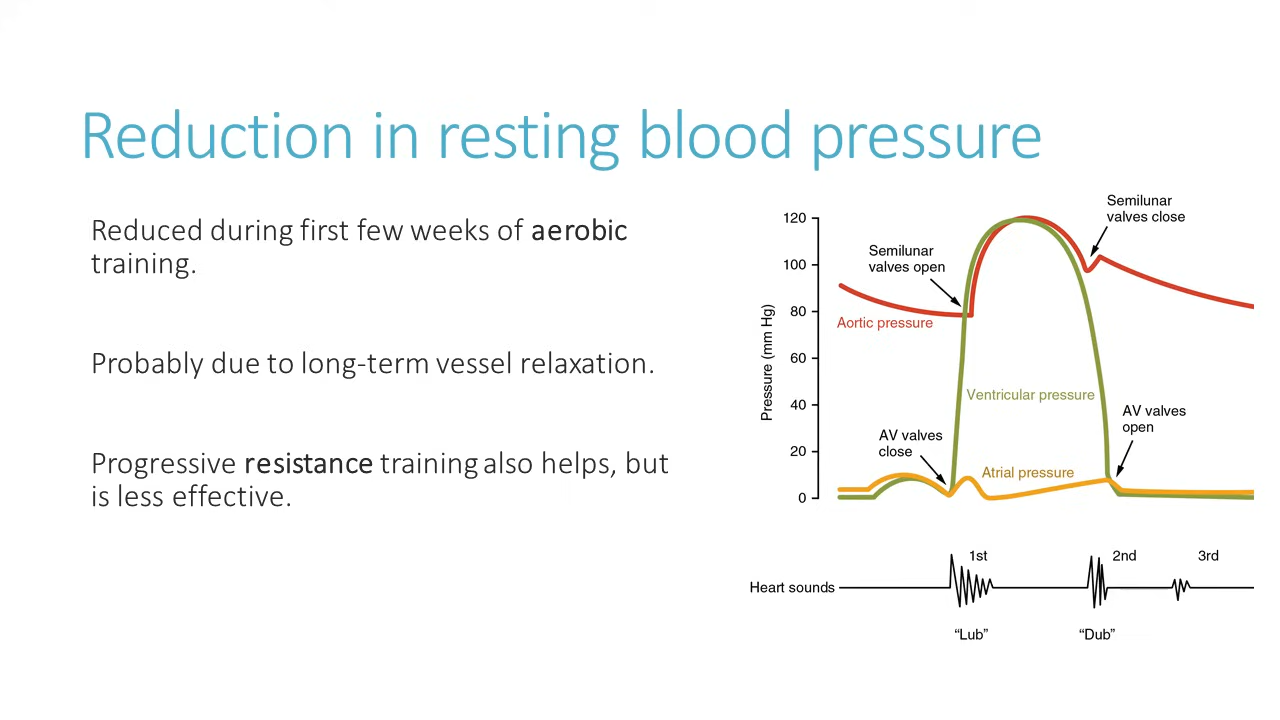 Reduction in resting blood pressure
Reduced during first few weeks of aerobic
training.
Probably due to long-term vessel relaxation.
Progressive resistance training also helps, but
is less effective.
Semilunar
valves close
Semilunar
valves open
120
100
80
60
40
20
0
Pressure (mm Hg)
Aortic pressure
Ventricular pressure
AV valves
open
AV valves
close
Atrial pressure
1st
2nd
3rd
Heart sounds
“Lub”
“Dub”